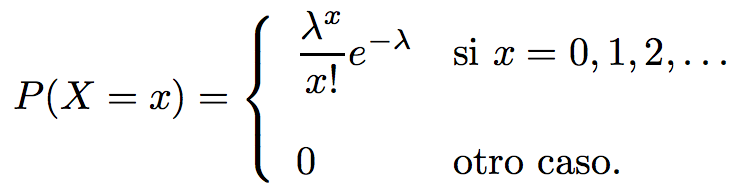 P(X = x) = { λ^x / x! e^{−λ} si x = 0, 1, 2, . . .
0 otro caso.